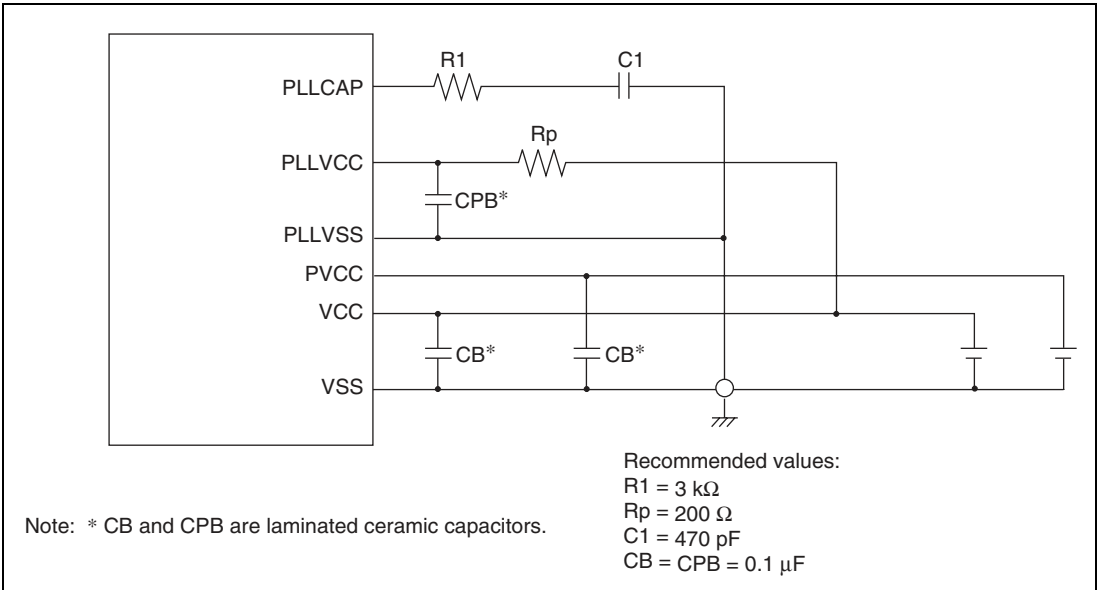 R1
C1
PLLCAP
Rp
PLLVCC
CPB*
PLLVSS
PVCC
VCC
CB*
CB*
VSS
Recommended values:
R1 = 3 kΩ
Rp = 200 Ω
C1 = 470 pF
CB = CPB = 0.1 μF
Note: * CB and CPB are laminated ceramic capacitors.